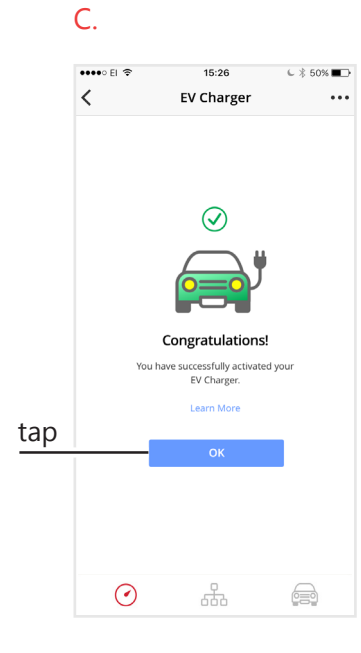 C.
EI 15:26 50%
EV Charger
Congratulations!
You have successfully activated your
EV Charger.
Learn More
tap
OK